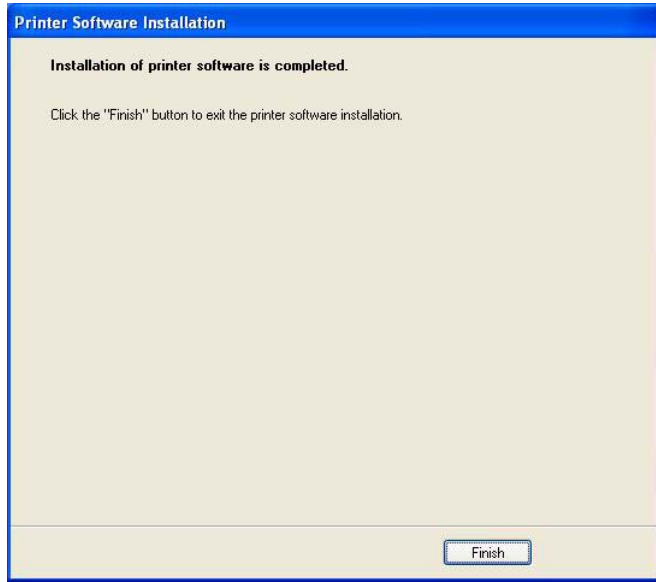 Printer Software Installation
Installation of printer software is completed.
Click the "Finish" button to exit the printer software installation.
Finish